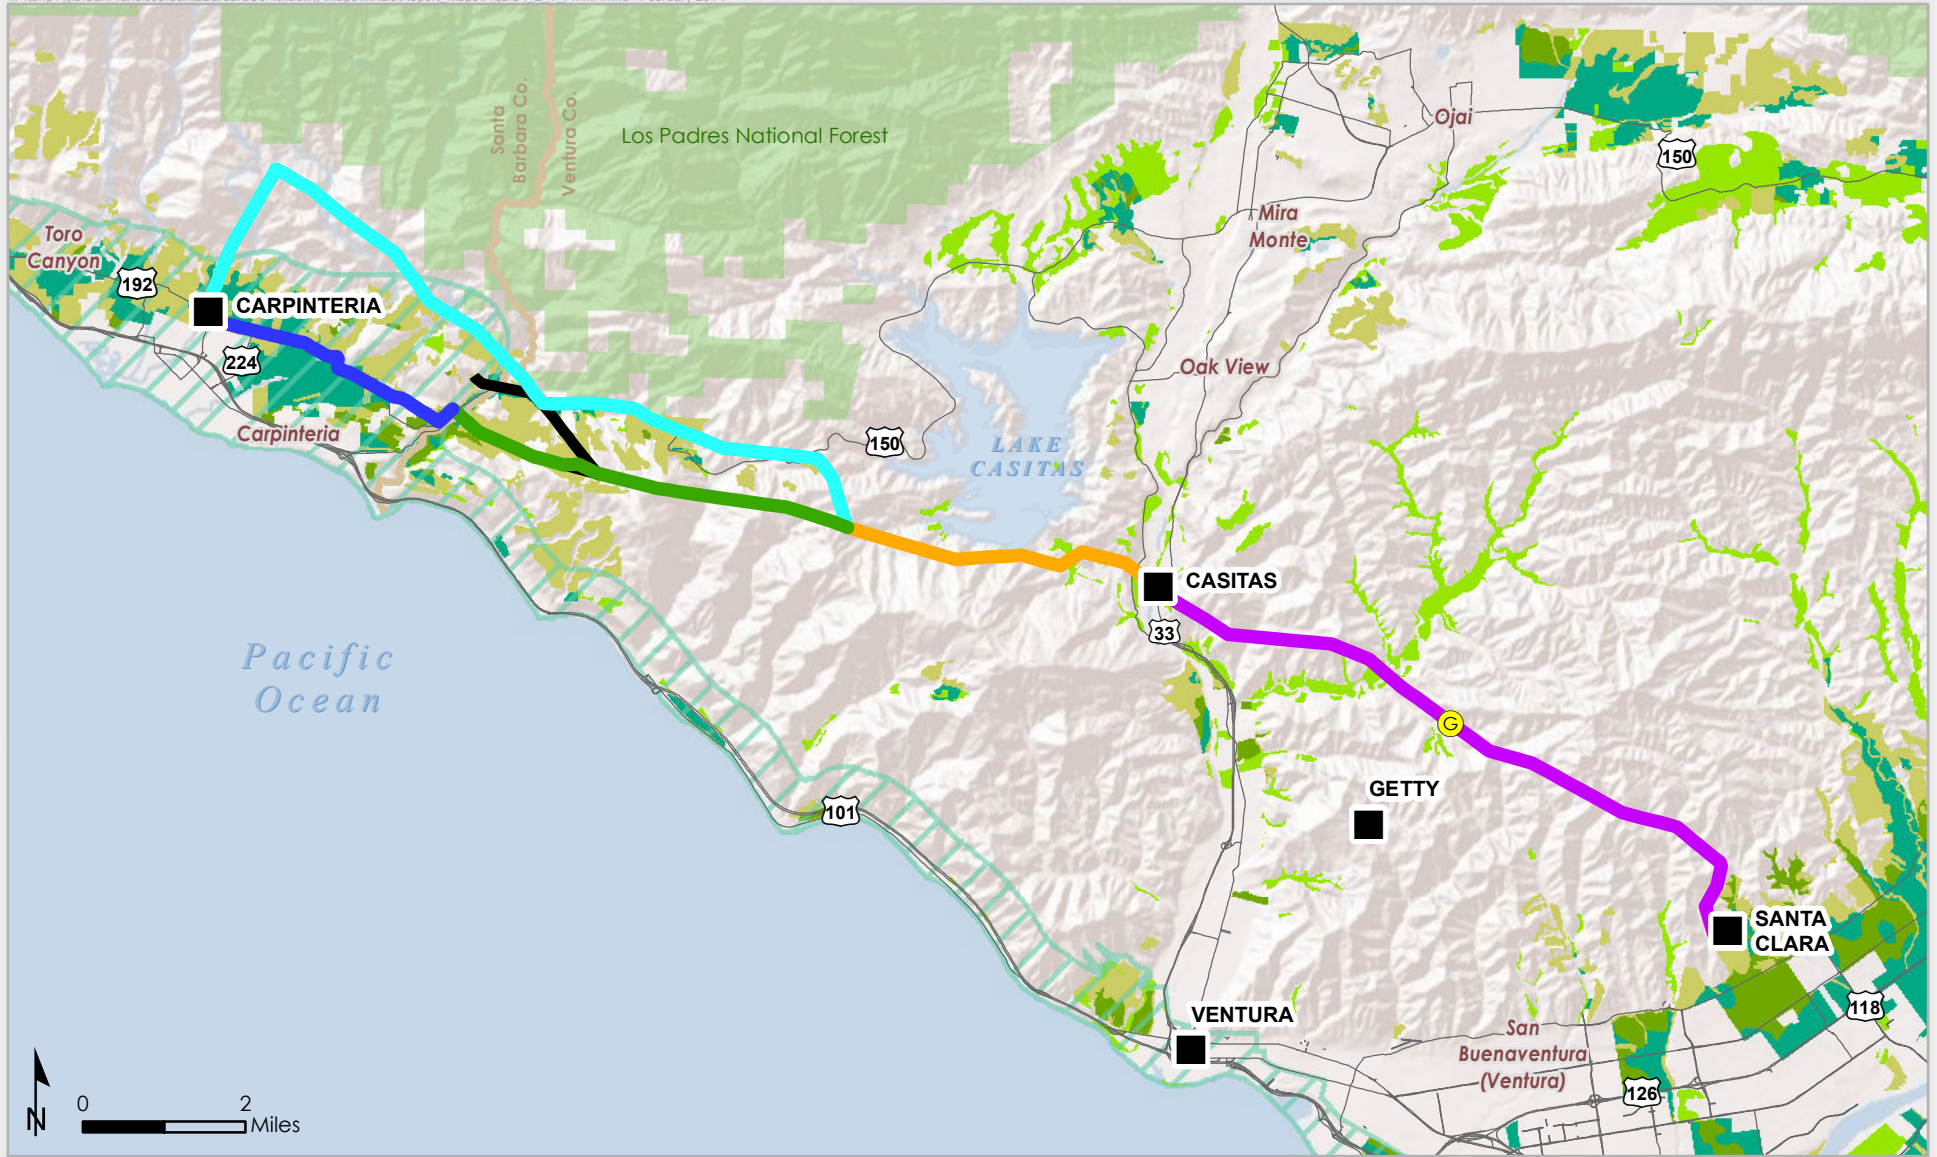 Santa
Barbara Co.
Ventura Co.
Los Padres National Forest
Ojai
150
Mira
Monte
Toro
Canyon
192
CARPINTERIA
224
Carpinteria
Oak View
150
LAKE
CASITAS
CASITAS
33
Pacific
Ocean
G
GETTY
101
SANTA
CLARA
VENTURA
118
San
Buenaventura
(Ventura)
126
N
0 2
Miles